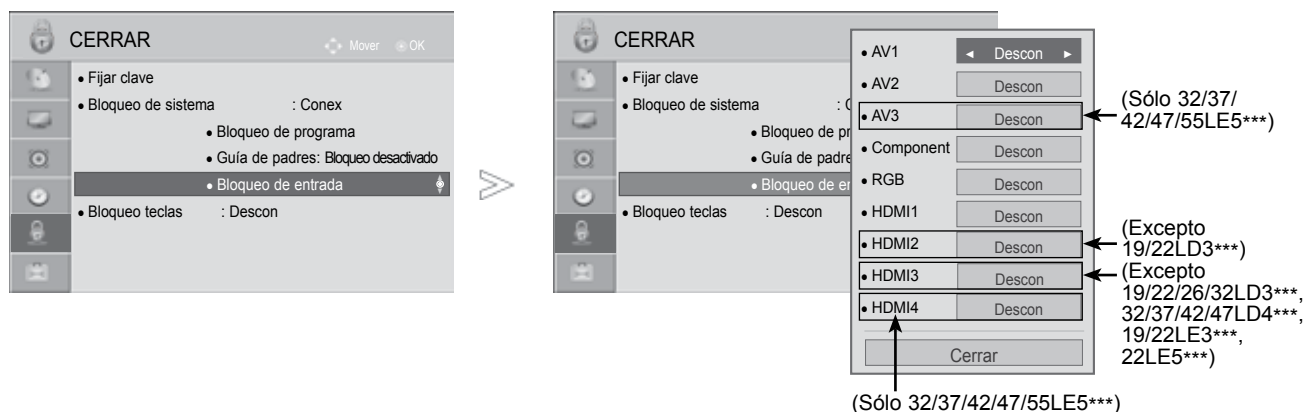 CERRAR
Mover OK
• Fijar clave
• Bloqueo de sistema : Conex
• Bloqueo de programa
• Guía de padres: Bloqueo desactivado
• Bloqueo de entrada
• Bloqueo teclas : Descon
CERRAR
• Fijar clave
• Bloqueo de sistema
• Bloqueo de pr
• Guía de padre
• Bloqueo de en
• Bloqueo teclas : Descon
• AV1 ◄ Descon ►
• AV2 Descon
• AV3 Descon
• Component Descon
• RGB Descon
• HDMI1 Descon
• HDMI2 Descon
• HDMI3 Descon
• HDMI4 Descon
Cerrar
(Sólo 32/37/
42/47/55LE5***)
(Excepto
19/22LD3***)
(Excepto
19/22/26/32LD3***,
32/37/42/47LD4***,
19/22LE3***,
22LE5***)
(Sólo 32/37/42/47/55LE5***)